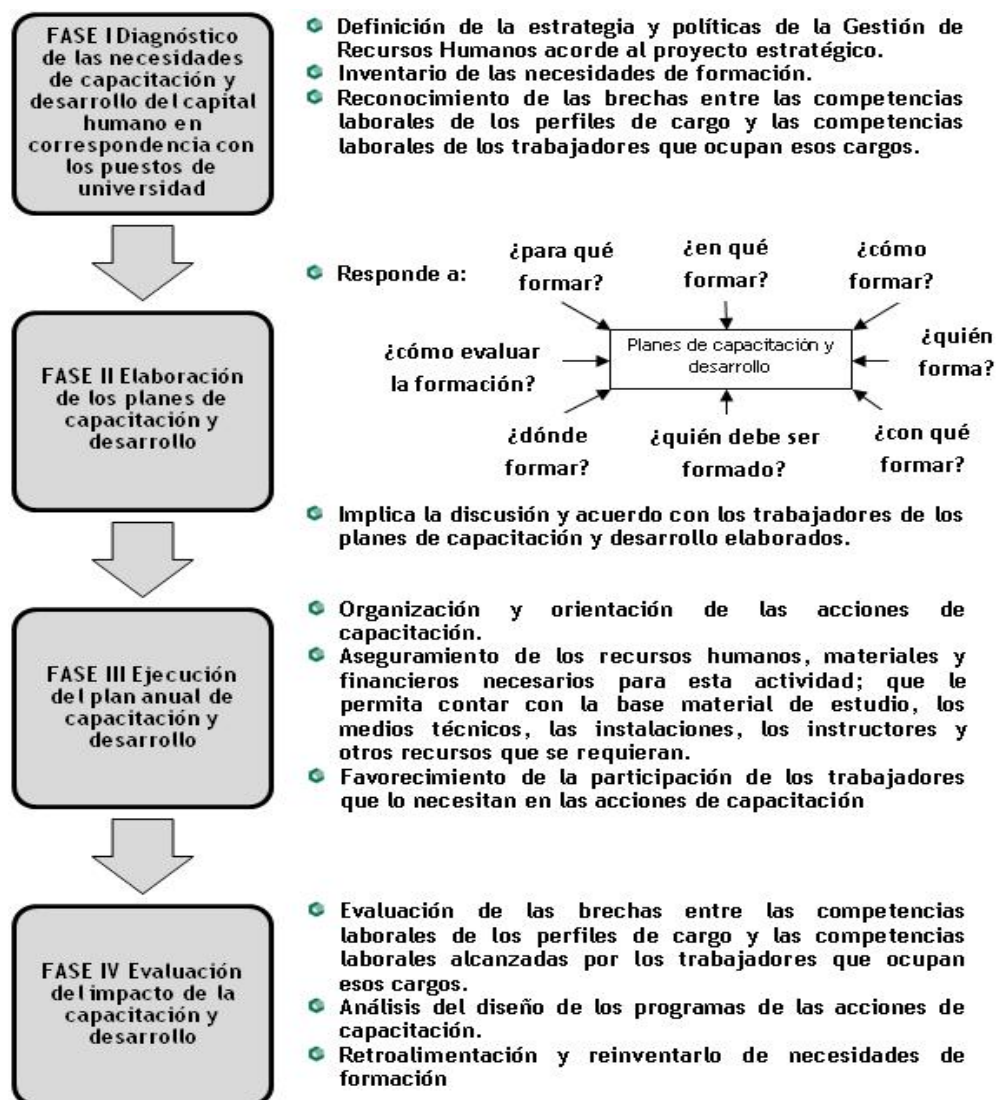 FASE I Diagnóstico
de las necesidades
de capacitación y
desarrollo del capital
humano en
correspondencia con
los puestos de
universidad
Definición de la estrategia y políticas de la Gestión de
Recursos Humanos acorde al proyecto estratégico.
Inventario de las necesidades de formación.
Reconocimiento de las brechas entre las competencias
laborales de los perfiles de cargo y las competencias
laborales de los trabajadores que ocupan esos cargos.
FASE II Elaboración
de los planes de
capacitación y
desarrollo
Responde a:
¿para qué
formar?
¿en qué
formar?
¿cómo
formar?
¿cómo evaluar
la formación?
Planes de capacitación y
desarrollo
¿quién
forma?
¿dónde
formar?
¿quién debe ser
formado?
¿con qué
formar?
Implica la discusión y acuerdo con los trabajadores de los
planes de capacitación y desarrollo elaborados.
FASE III Ejecución
del plan anual de
capacitación y
desarrollo
Organización y orientación de las acciones de
capacitación.
Aseguramiento de los recursos humanos, materiales y
financieros necesarios para esta actividad; que le
permita contar con la base material de estudio, los
medios técnicos, las instalaciones, los instructores y
otros recursos que se requieran.
Favorecimiento de la participación de los trabajadores
que lo necesitan en las acciones de capacitación
FASE IV Evaluación
del impacto de la
capacitación y
desarrollo
Evaluación de las brechas entre las competencias
laborales de los perfiles de cargo y las competencias
laborales alcanzadas por los trabajadores que ocupan
esos cargos.
Análisis del diseño de los programas de las acciones de
capacitación.
Retroalimentación y reinventarlo de necesidades de
formación